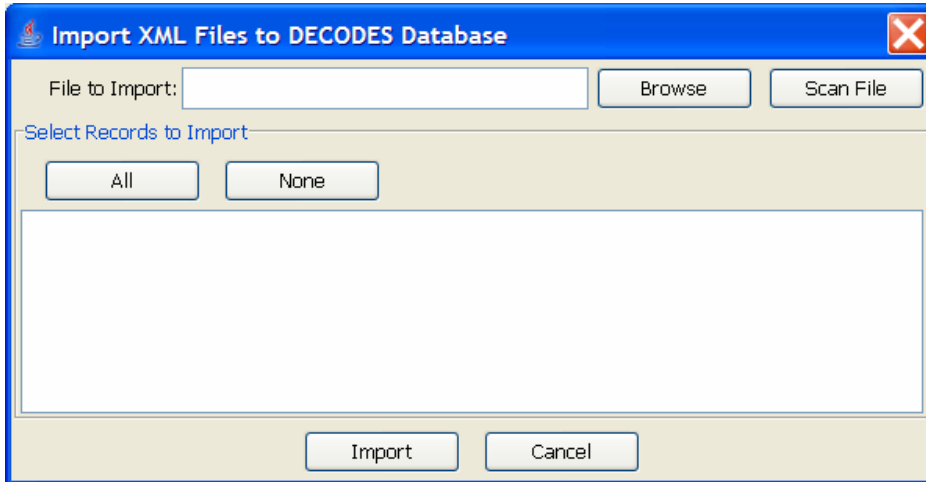 Import XML Files to DECODES Database
File to Import: Browse Scan File
Select Records to Import
All None
Import Cancel